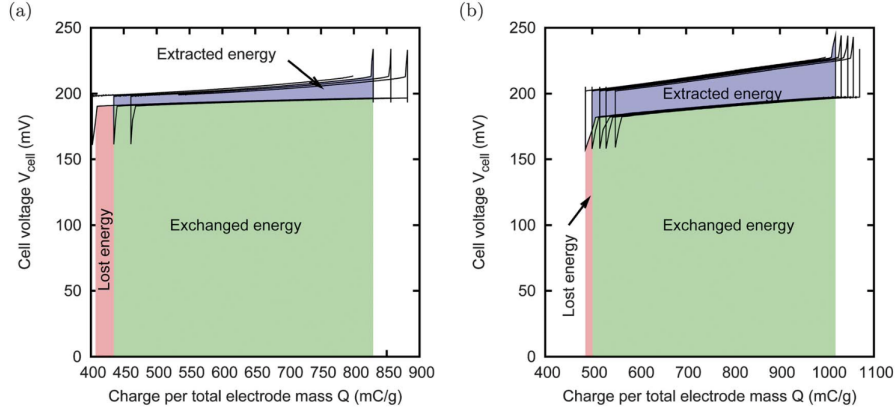 (a)
250
200
150
100
50
0
Cell voltage V_cell (mV)
Extracted energy
Lost energy
Exchanged energy
400 450 500 550 600 650 700 750 800 850 900
Charge per total electrode mass Q (mC/g)
(b)
250
200
150
100
50
0
Cell voltage V_cell (mV)
Extracted energy
Lost energy
Exchanged energy
400 500 600 700 800 900 1000 1100
Charge per total electrode mass Q (mC/g)